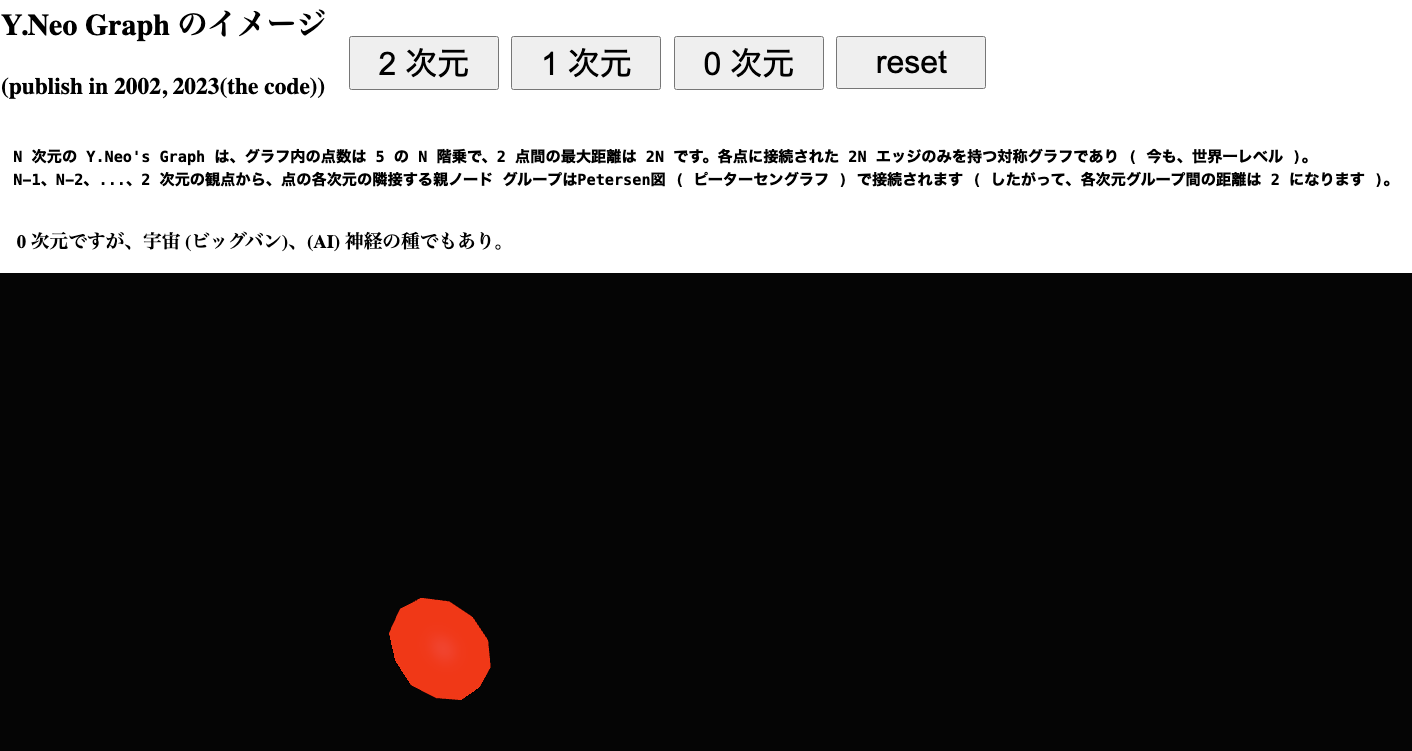 Y.Neo Graph のイメージ
(publish in 2002, 2023(the code))
2 次元 1 次元 0 次元 reset
N 次元の Y.Neo's Graph は、グラフ内の点数は 5 の N 階乗で、2 点間の最大距離は 2N です。各点に接続された 2N エッジのみを持つ対称グラフであり ( 今も、世界一レベル )。
N-1、N-2、...、2 次元の観点から、点の各次元の隣接する親ノード グループはPetersen図 ( ピーターセングラフ ) で接続されます ( したがって、各次元グループ間の距離は 2 になります )。
0 次元ですが、宇宙 (ビッグバン)、(AI) 神経の種でもあり。